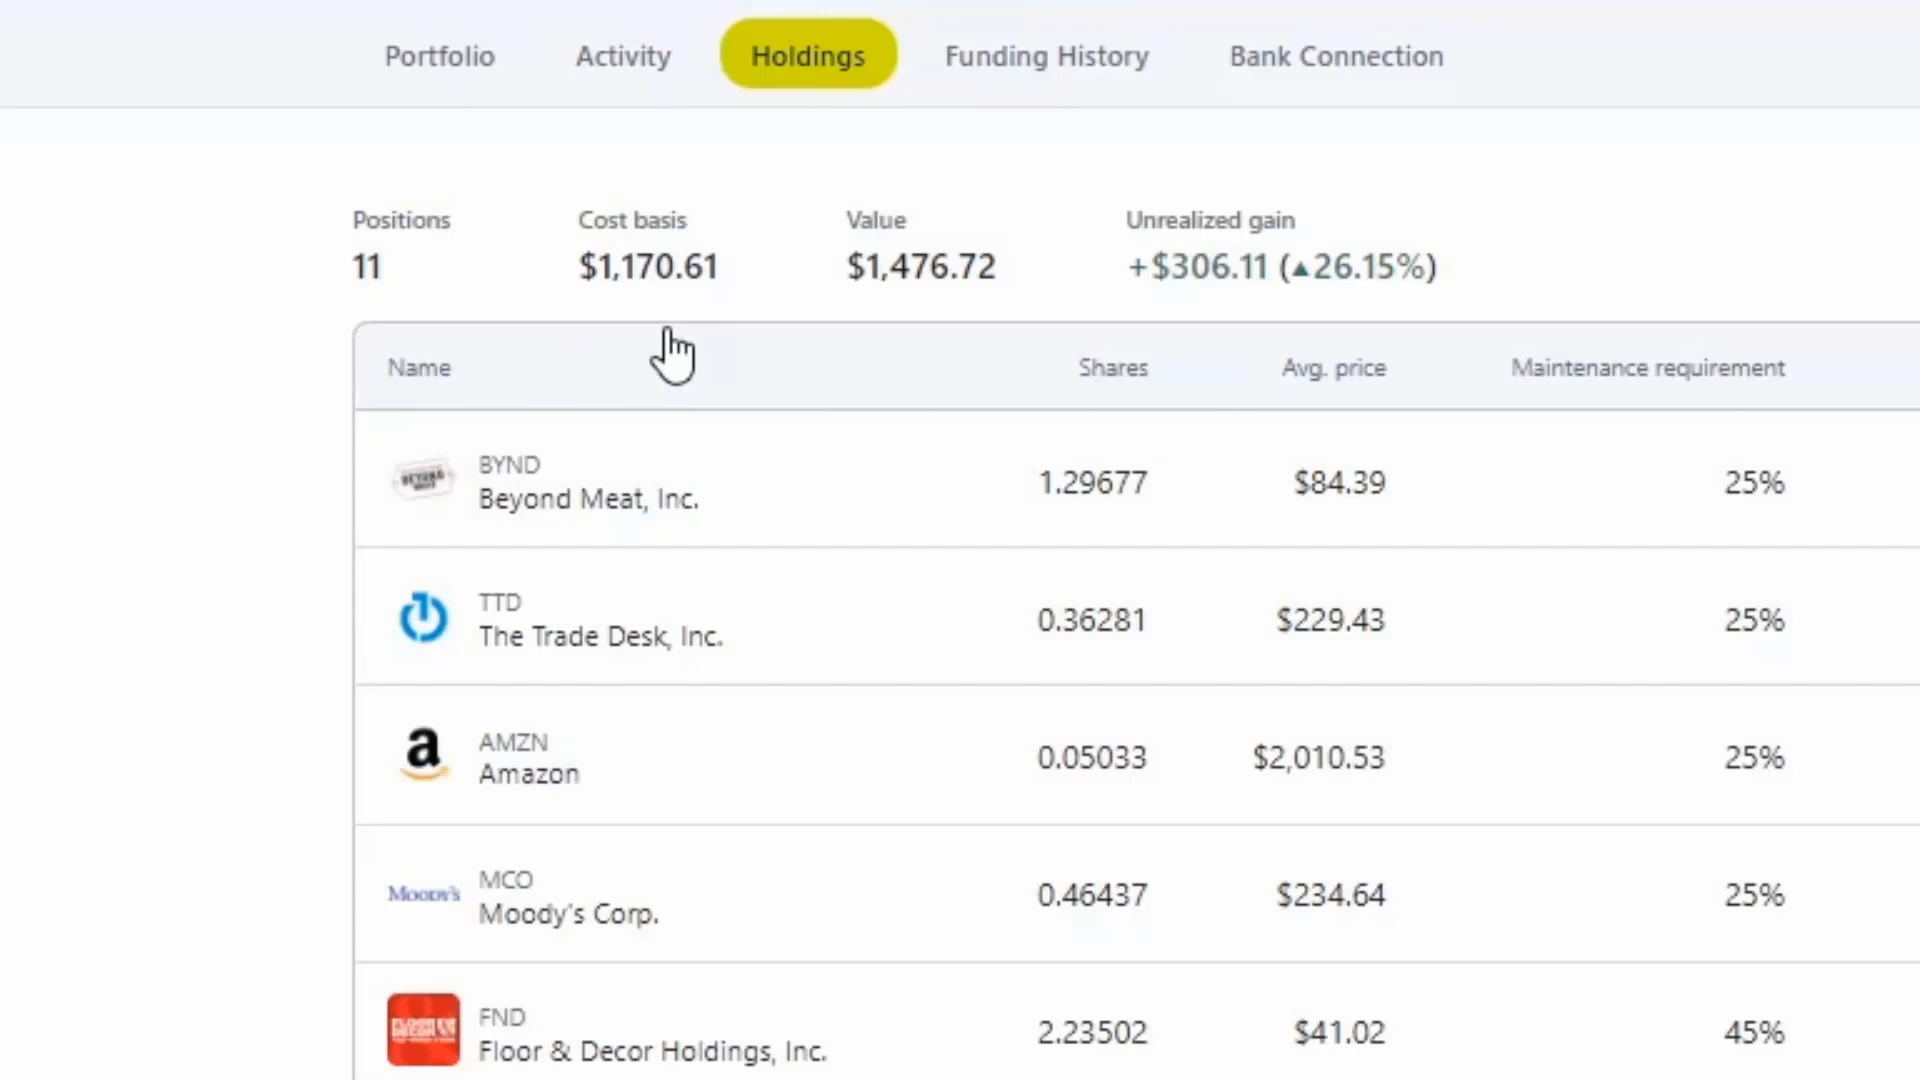 Portfolio Activity Holdings Funding History Bank Connection
Positions Cost basis Value Unrealized gain
11 $1,170.61 $1,476.72 +$306.11 (▲26.15%)
Name Shares Avg. price Maintenance requirement
BYND
Beyond Meat, Inc. 1.29677 $84.39 25%
TTD
The Trade Desk, Inc. 0.36281 $229.43 25%
a
AMZN
Amazon 0.05033 $2,010.53 25%
Moody's
MCO
Moody's Corp. 0.46437 $234.64 25%
FND
Floor & Decor Holdings, Inc. 2.23502 $41.02 45%